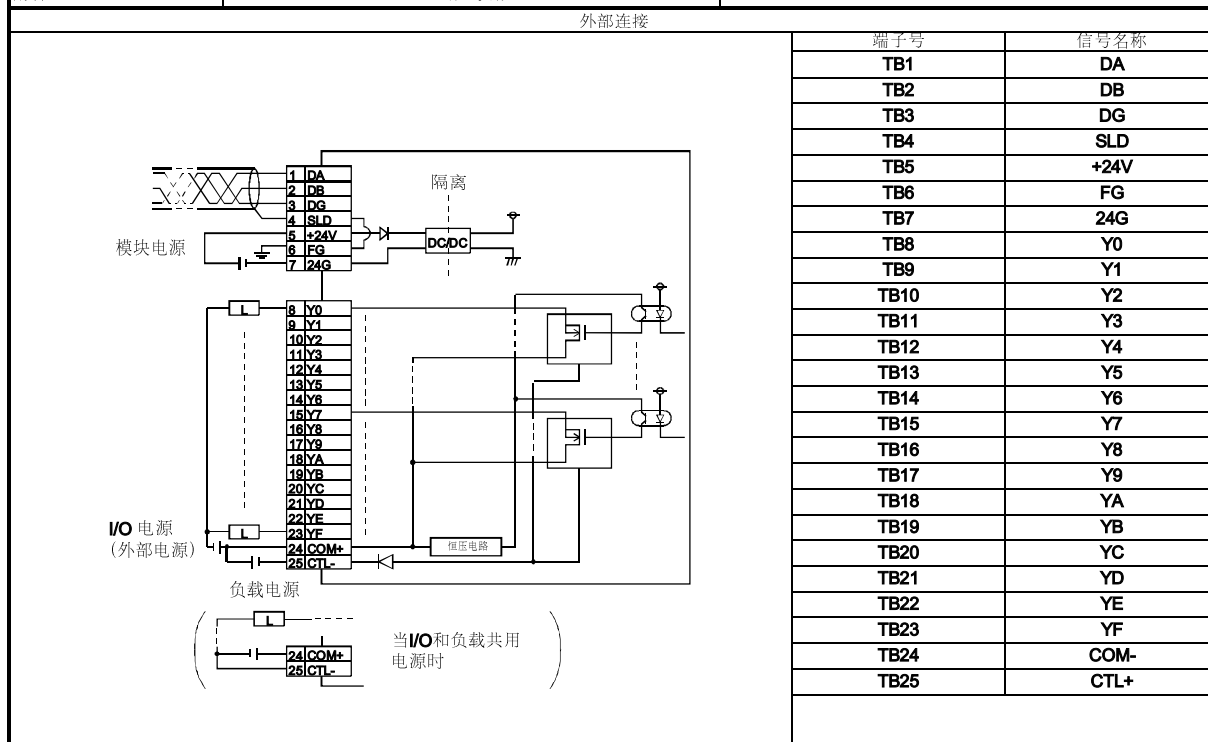 外部连接
端子号 信号名称
TB1 DA
TB2 DB
TB3 DG
TB4 SLD
TB5 +24V
TB6 FG
TB7 24G
TB8 Y0
TB9 Y1
TB10 Y2
TB11 Y3
TB12 Y4
TB13 Y5
TB14 Y6
TB15 Y7
TB16 Y8
TB17 Y9
TB18 YA
TB19 YB
TB20 YC
TB21 YD
TB22 YE
TB23 YF
TB24 COM-
TB25 CTL+
隔离
1 DA
2 DB
3 DG
4 SLD
5 +24V
6 FG
7 24G
模块电源
DC/DC
L
8 Y0
9 Y1
10 Y2
11 Y3
12 Y4
13 Y5
14 Y6
15 Y7
16 Y8
17 Y9
18 YA
19 YB
20 YC
21 YD
22 YE
23 YF
24 COM+
25 CTL-
L
I/O 电源
(外部电源)
恒压电路
负载电源
L
24 COM+
25 CTL-
当I/O和负载共用
电源时